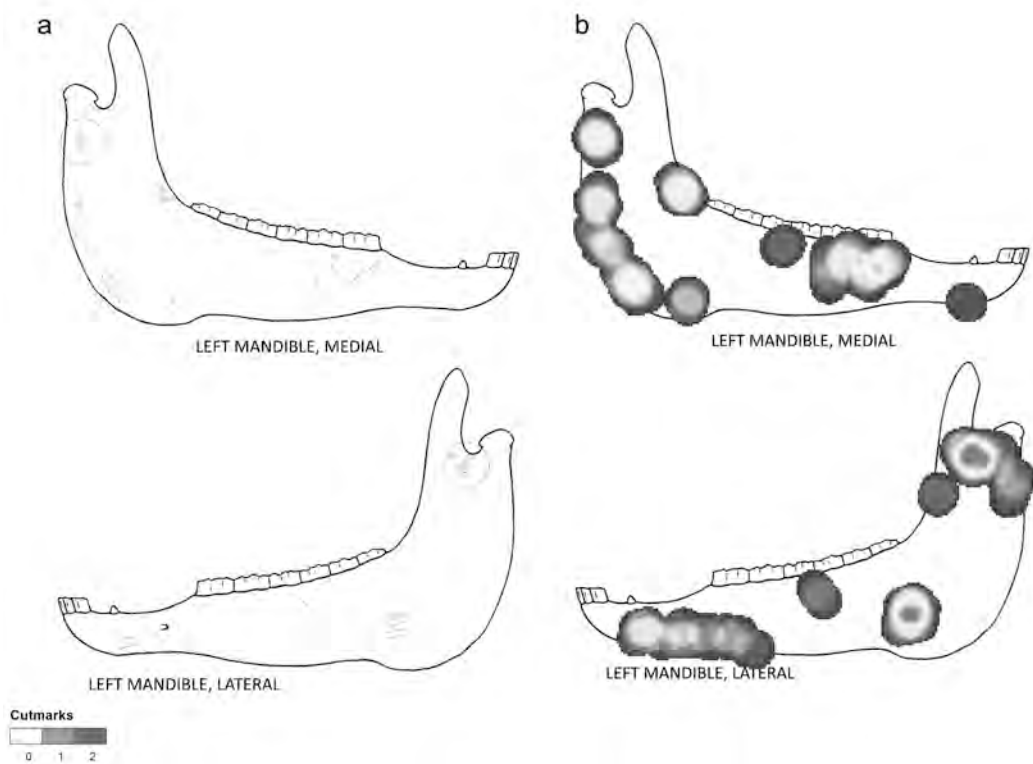 a
b
LEFT MANDIBLE, MEDIAL
LEFT MANDIBLE, MEDIAL
LEFT MANDIBLE, LATERAL
LEFT MANDIBLE, LATERAL
Cutmarks
0 1 2